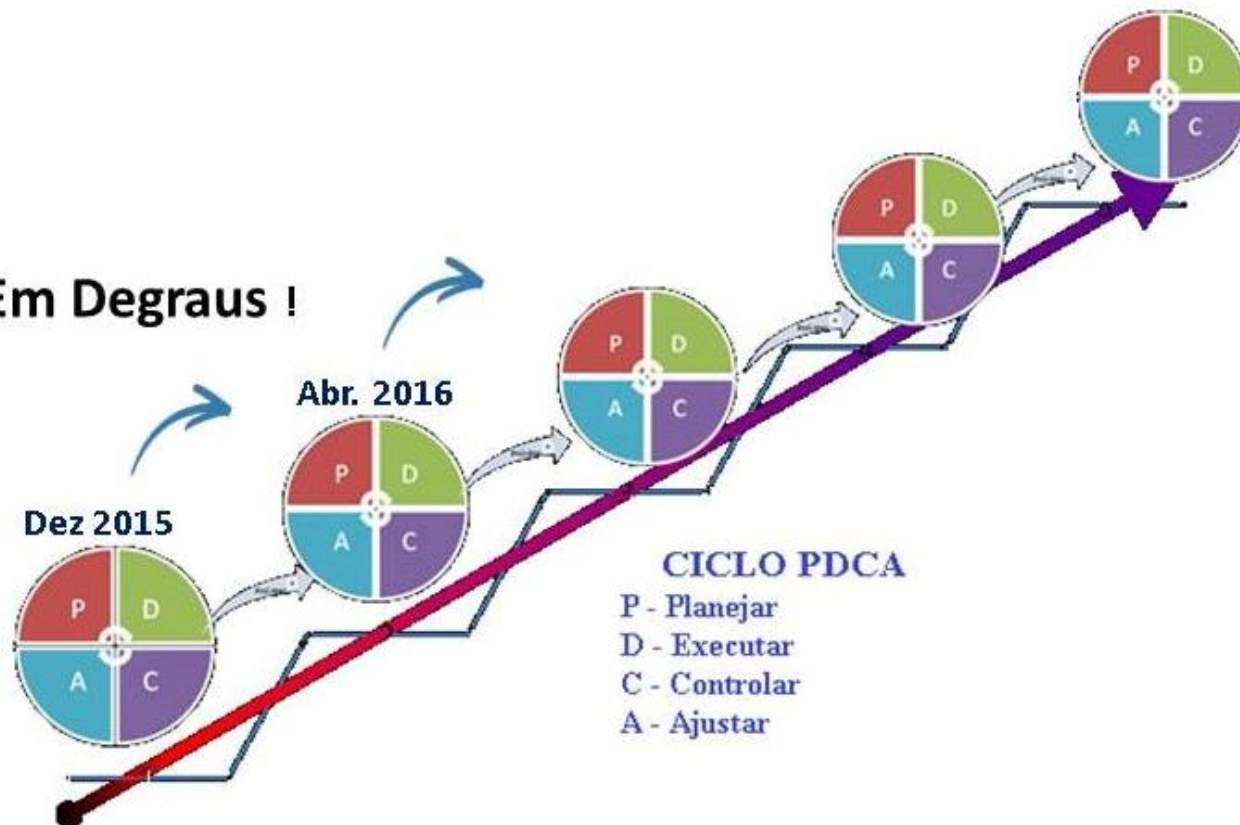 Em Degraus !
Abr. 2016
Dez 2015
P D
A C
P D
A C
P D
A C
P D
A C
P D
A C
CICLO PDCA
P - Planejar
D - Executar
C - Controlar
A - Ajustar